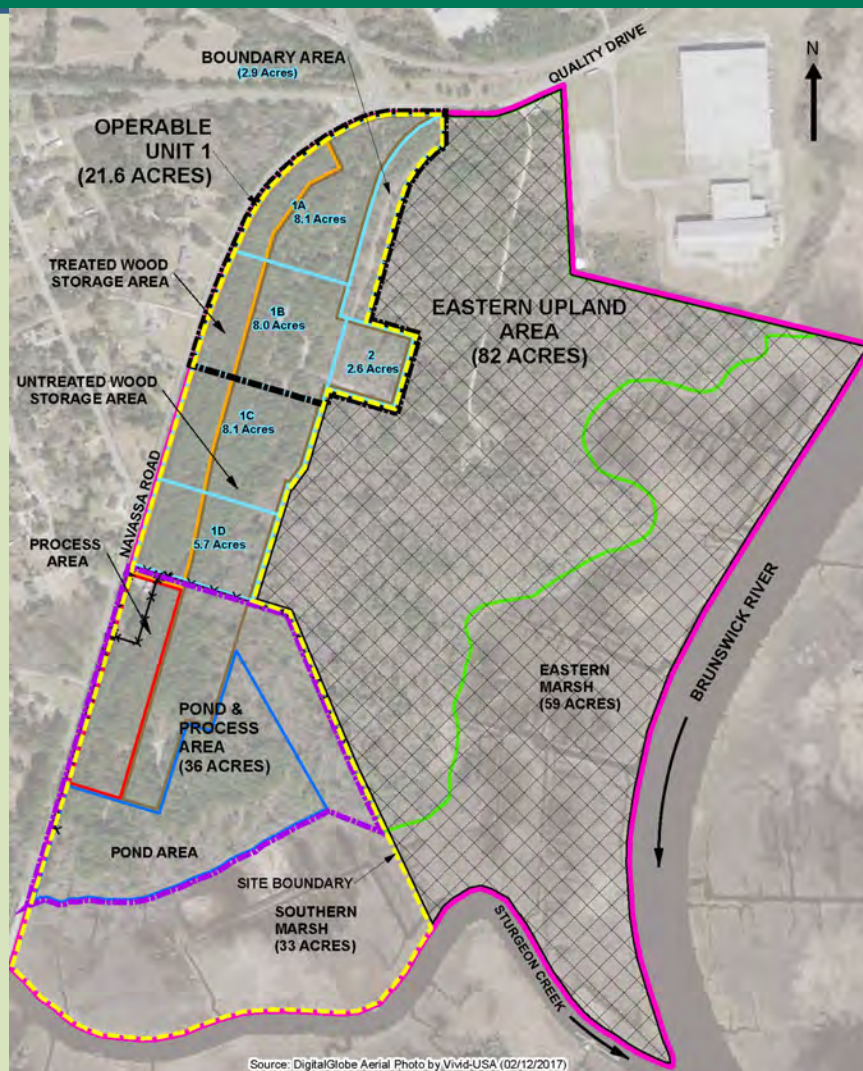 QUALITY DRIVE
N
BOUNDARY AREA
(2.9 Acres)
OPERABLE
UNIT 1
(21.6 ACRES)
1A
8.1 Acres
TREATED WOOD
STORAGE AREA
1B
8.0 Acres
EASTERN UPLAND
AREA
(82 ACRES)
2
2.6 Acres
UNTREATED WOOD
STORAGE AREA
1C
8.1 Acres
NAVASSA ROAD
1D
5.7 Acres
PROCESS
AREA
BRUNSWICK RIVER
EASTERN
MARSH
(59 ACRES)
POND &
PROCESS
AREA
(36 ACRES)
POND AREA
SITE BOUNDARY
SOUTHERN
MARSH
(33 ACRES)
STURGEON CREEK
Source: DigitalGlobe Aerial Photo by Vivid-USA (02/12/2017)